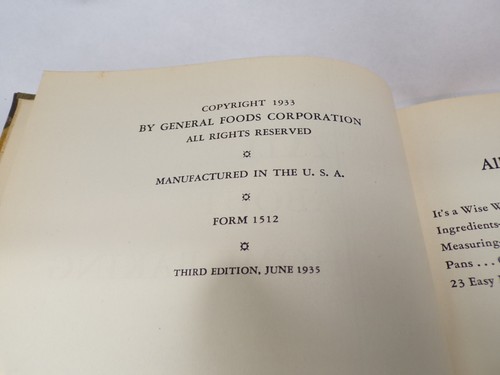 COPYRIGHT 1933
BY GENERAL FOODS CORPORATION
ALL RIGHTS RESERVED
MANUFACTURED IN THE U. S. A.
FORM 1512
THIRD EDITION, JUNE 1935
It's a Wise
Ingredients
Measuring
Pans . . .
23 Easy